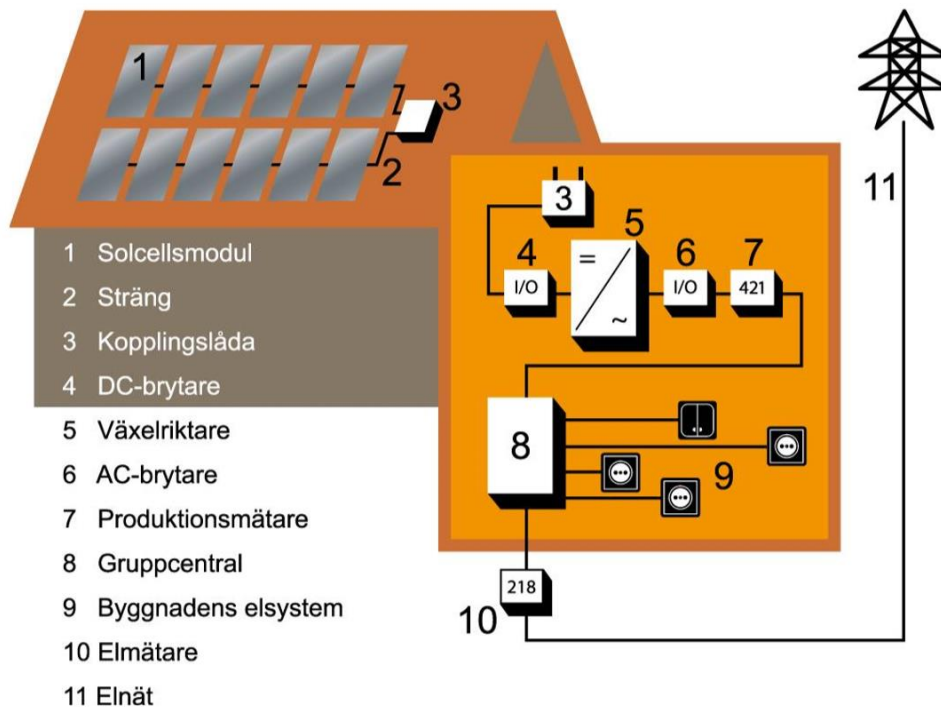 1
3
2
11
3
5
4
6
7
=
~
I/O
I/O
421
8
9
218
10
1 Solcellsmodul
2 Sträng
3 Kopplingslåda
4 DC-brytare
5 Växelriktare
6 AC-brytare
7 Produktionsmätare
8 Gruppcentral
9 Byggnadens elsystem
10 Elmätare
11 Elnät